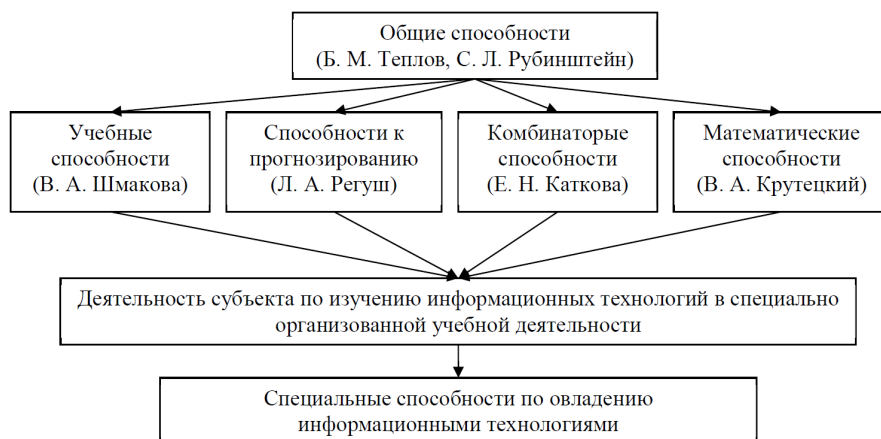 Общие способности
(Б. М. Теплов, С. Л. Рубинштейн)
Учебные
способности
(В. А. Шмакова)
Способности к
прогнозированию
(Л. А. Регуш)
Комбинаторые
способности
(Е. Н. Каткова)
Математические
способности
(В. А. Крутецкий)
Деятельность субъекта по изучению информационных технологий в специально
организованной учебной деятельности
Специальные способности по овладению
информационными технологиями